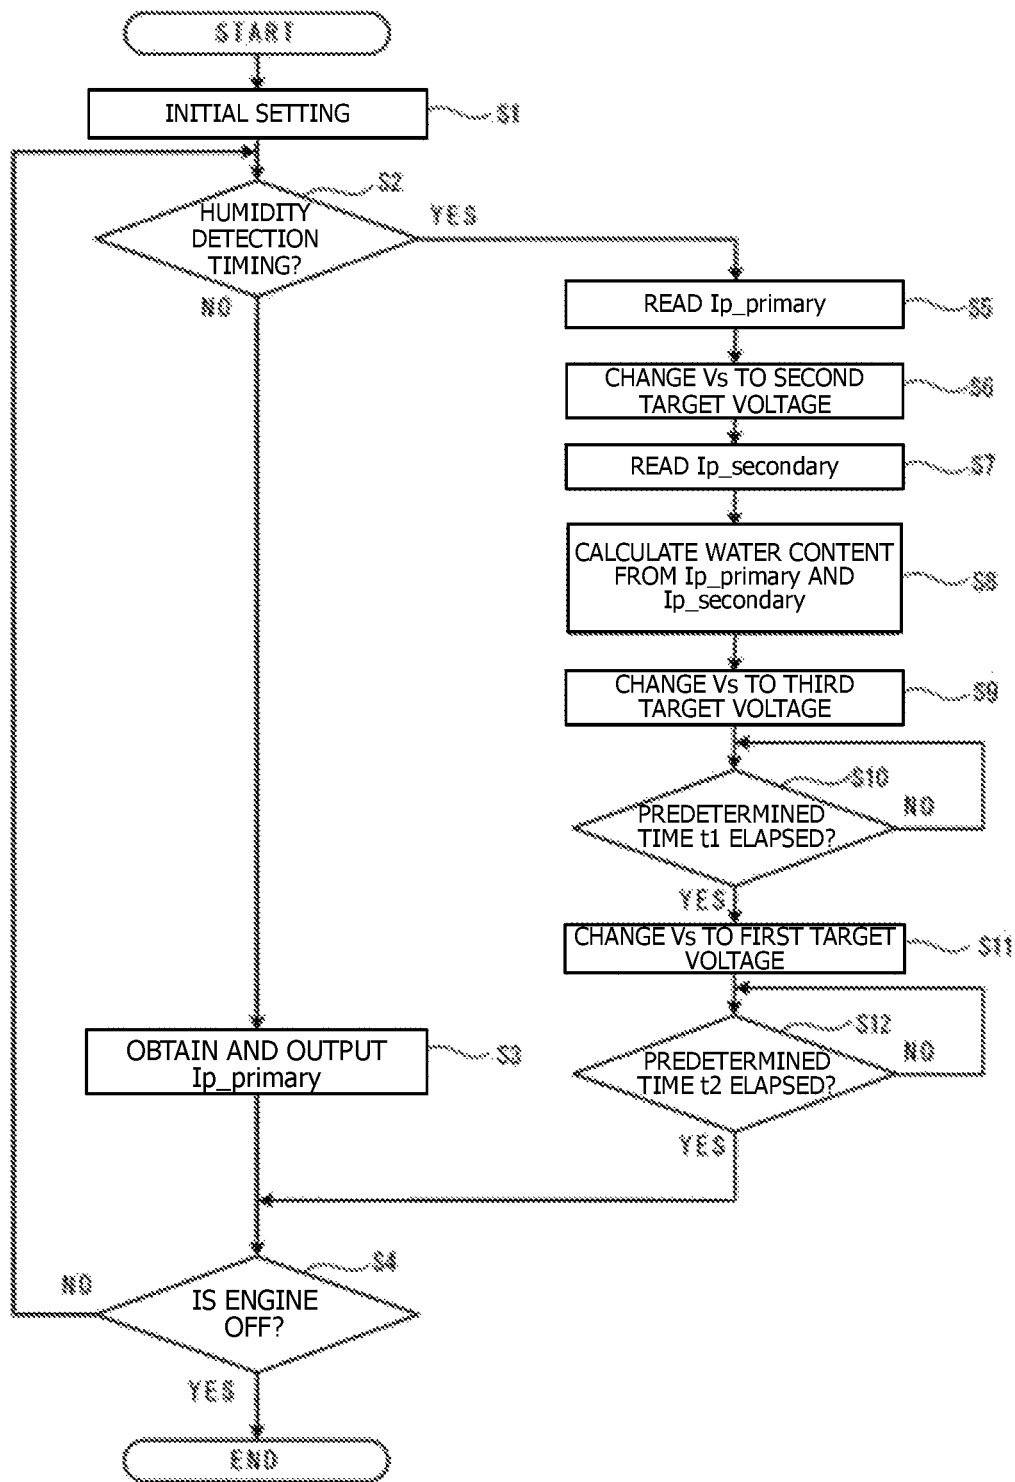 START
INITIAL SETTING
S1
S2
HUMIDITY
DETECTION
TIMING?
YES
NO
READ Ip_primary
S5
CHANGE Vs TO SECOND
TARGET VOLTAGE
S6
READ Ip_secondary
S7
CALCULATE WATER CONTENT
FROM Ip_primary AND
Ip_secondary
S8
CHANGE Vs TO THIRD
TARGET VOLTAGE
S9
S10
PREDETERMINED
TIME t1 ELAPSED?
NO
YES
CHANGE Vs TO FIRST TARGET
VOLTAGE
S11
S12
PREDETERMINED
TIME t2 ELAPSED?
NO
YES
OBTAIN AND OUTPUT
Ip_primary
S3
S4
IS ENGINE
OFF?
NO
YES
END